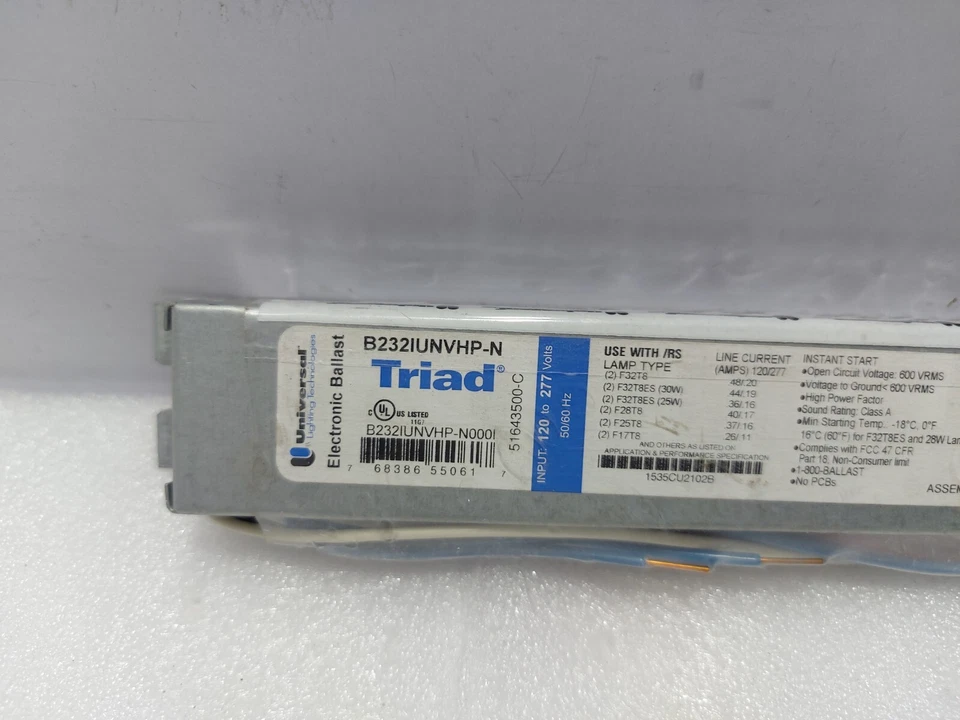 Universal®
Lighting Technologies
Electronic Ballast
B232IUNVHP-N
Triad®
C UL US LISTED
11G7
B232IUNVHP-N000I
7 68386 55061 7
51643500-C
INPUT: 120 to 277 Volts
50/60 Hz
USE WITH /RS
LAMP TYPE
LINE CURRENT
(AMPS) 120/277
(2) F32T8 .48/.20
(2) F32T8ES (30W) .44/.19
(2) F32T8ES (25W) .36/.16
(2) F28T8 .40/.17
(2) F25T8 .37/.16
(2) F17T8 .26/.11
AND OTHERS AS LISTED ON
APPLICATION & PERFORMANCE SPECIFICATION
1535CU2102B
INSTANT START
•Open Circuit Voltage: 600 VRMS
•Voltage to Ground< 600 VRMS
•High Power Factor
•Sound Rating: Class A
•Min Starting Temp.: -18°C, 0°F
16°C (60°F) for F32T8ES and 28W Lam
•Complies with FCC 47 CFR
Part 18, Non-Consumer limit
•1-800-BALLAST
•No PCBs
ASSEM